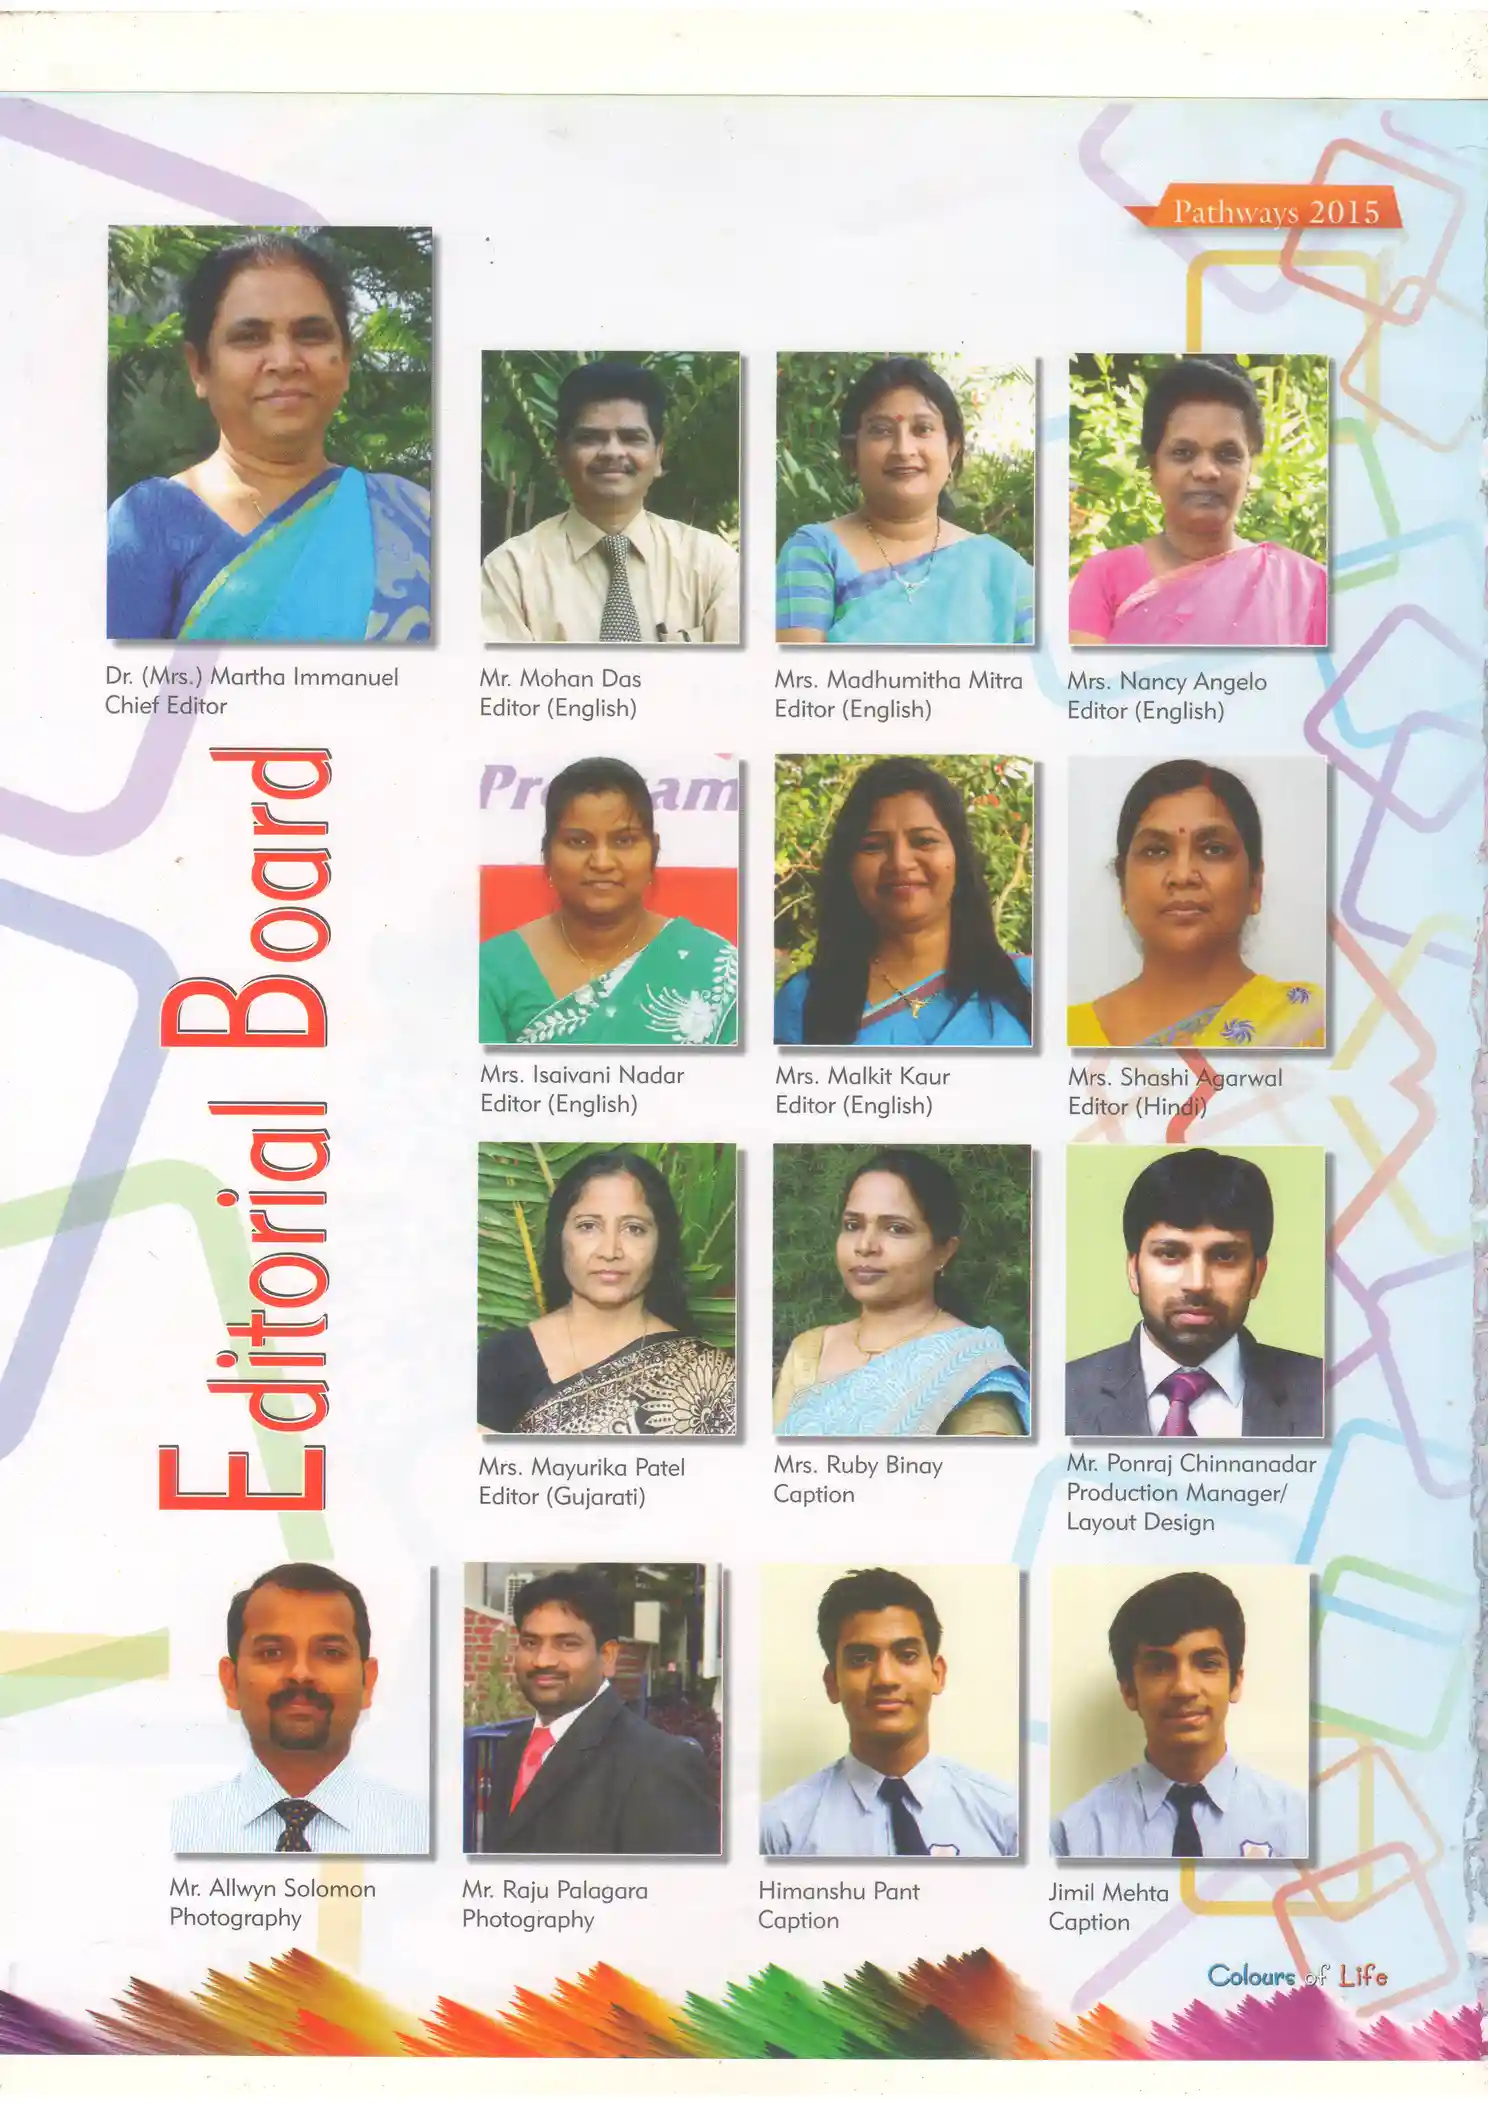 Pathways 2015
Dr. (Mrs.) Martha Immanuel
Chief Editor
Mr. Mohan Das
Editor (English)
Mrs. Madhumitha Mitra
Editor (English)
Mrs. Nancy Angelo
Editor (English)
Editorial Board
Mrs. Isaivani Nadar
Editor (English)
Mrs. Malkit Kaur
Editor (English)
Mrs. Shashi Agarwal
Editor (Hindi)
Mrs. Mayurika Patel
Editor (Gujarati)
Mrs. Ruby Binay
Caption
Mr. Ponraj Chinnanadar
Production Manager/
Layout Design
Mr. Allwyn Solomon
Photography
Mr. Raju Palagara
Photography
Himanshu Pant
Caption
Jimil Mehta
Caption
Colours of Life